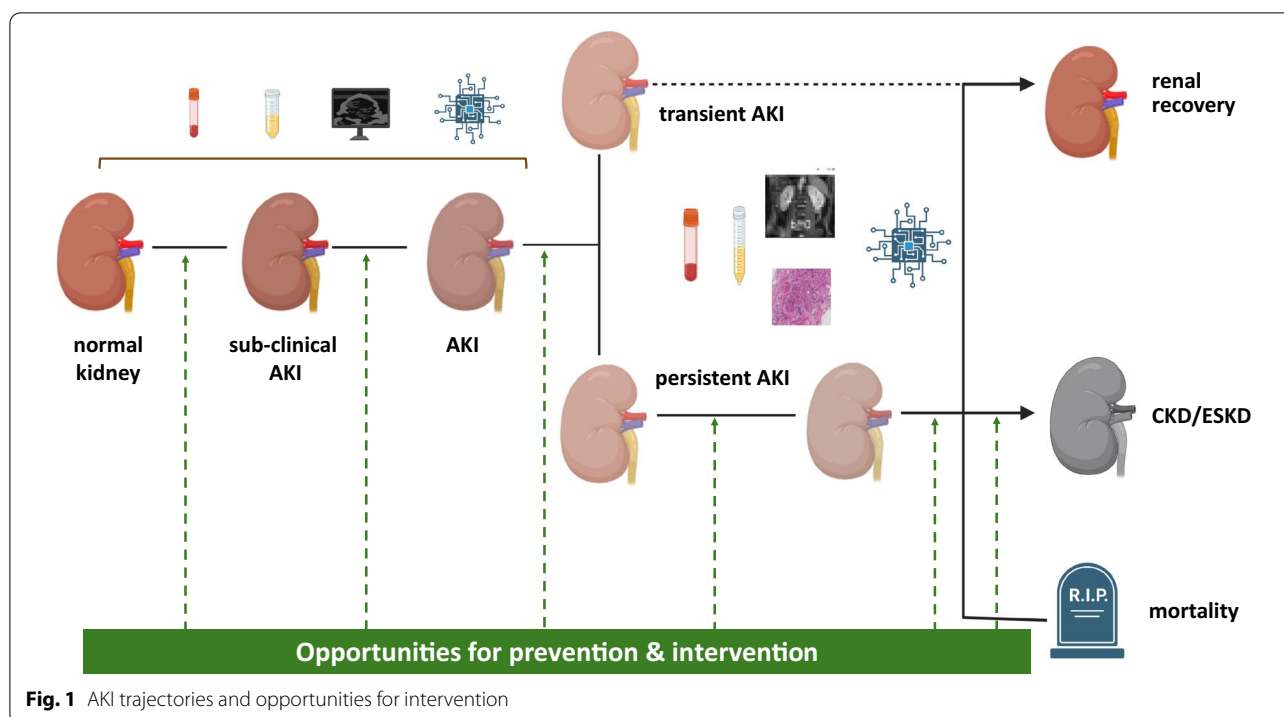 transient AKI
renal
recovery
normal
kidney
sub-clinical
AKI
AKI
persistent AKI
CKD/ESKD
R.I.P.
mortality
Opportunities for prevention & intervention
Fig. 1 AKI trajectories and opportunities for intervention